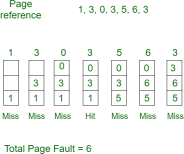 Page reference 1, 3, 0, 3, 5, 6, 3
1 3 0 3 5 6 3
0 0 0 0 3
3 3 3 3 6 6
1 1 1 1 5 5 5
Miss Miss Miss Hit Miss Miss Miss
Total Page Fault = 6